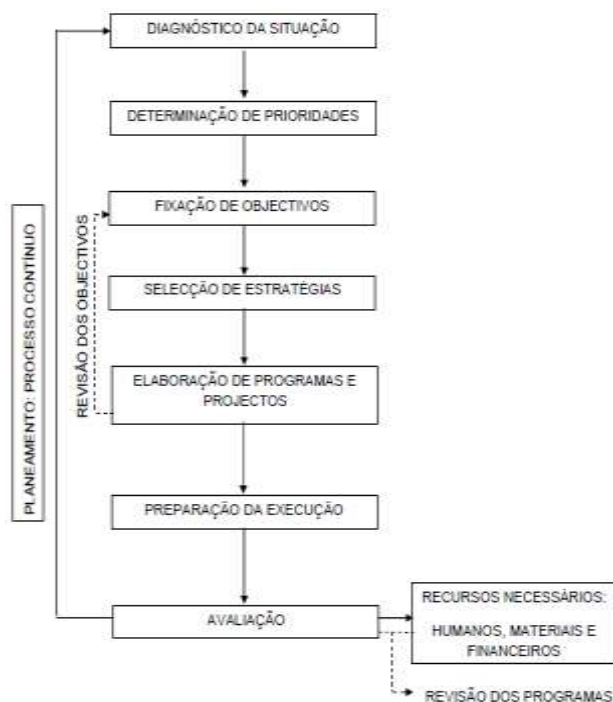 DIAGNÓSTICO DA SITUAÇÃO
DETERMINAÇÃO DE PRIORIDADES
FIXAÇÃO DE OBJECTIVOS
SELECÇÃO DE ESTRATÉGIAS
ELABORAÇÃO DE PROGRAMAS E
PROJECTOS
PREPARAÇÃO DA EXECUÇÃO
AVALIAÇÃO
PLANEAMENTO: PROCESSO CONTÍNUO
REVISÃO DOS OBJECTIVOS
RECURSOS NECESSÁRIOS:
HUMANOS, MATERIAIS E
FINANCEIROS
REVISÃO DOS PROGRAMAS